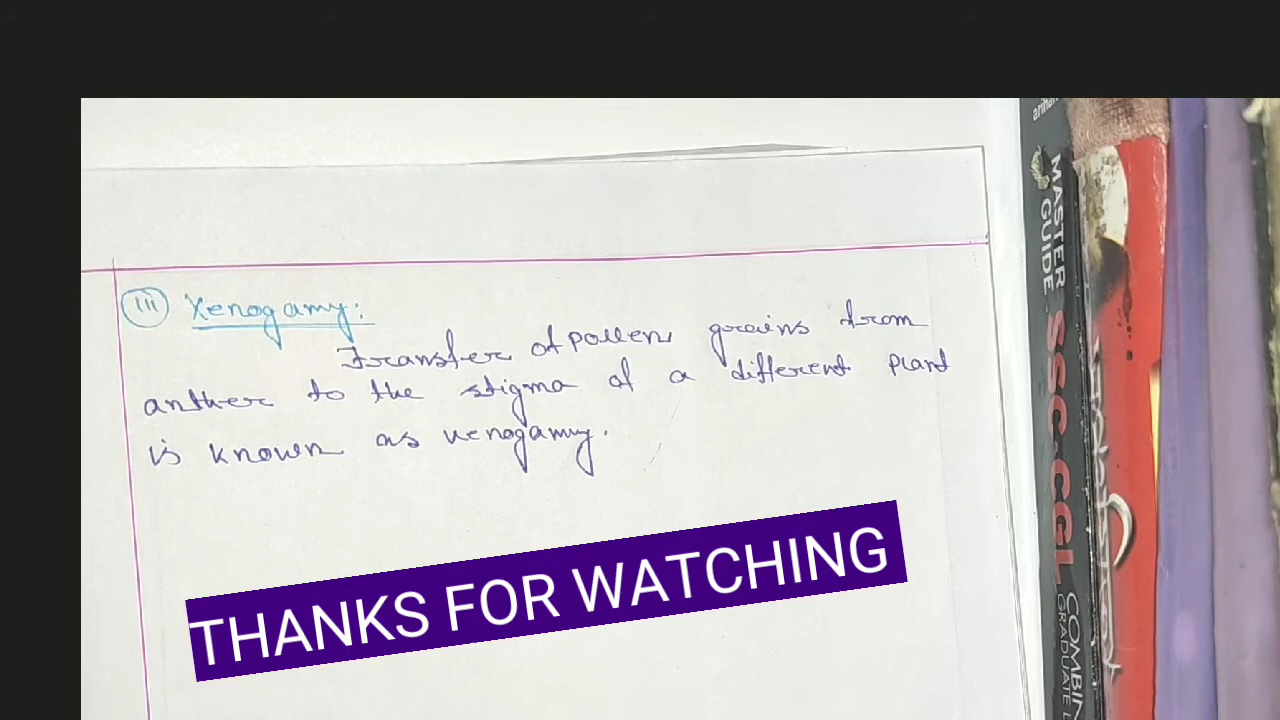 iii Xenogamy:
Transfer of pollen grains from
anther to the stigma of a different plant
is known as xenogamy.
THANKS FOR WATCHING
MASTER
GUIDE
SSC-CGL
COMBIN
GRADUATE L